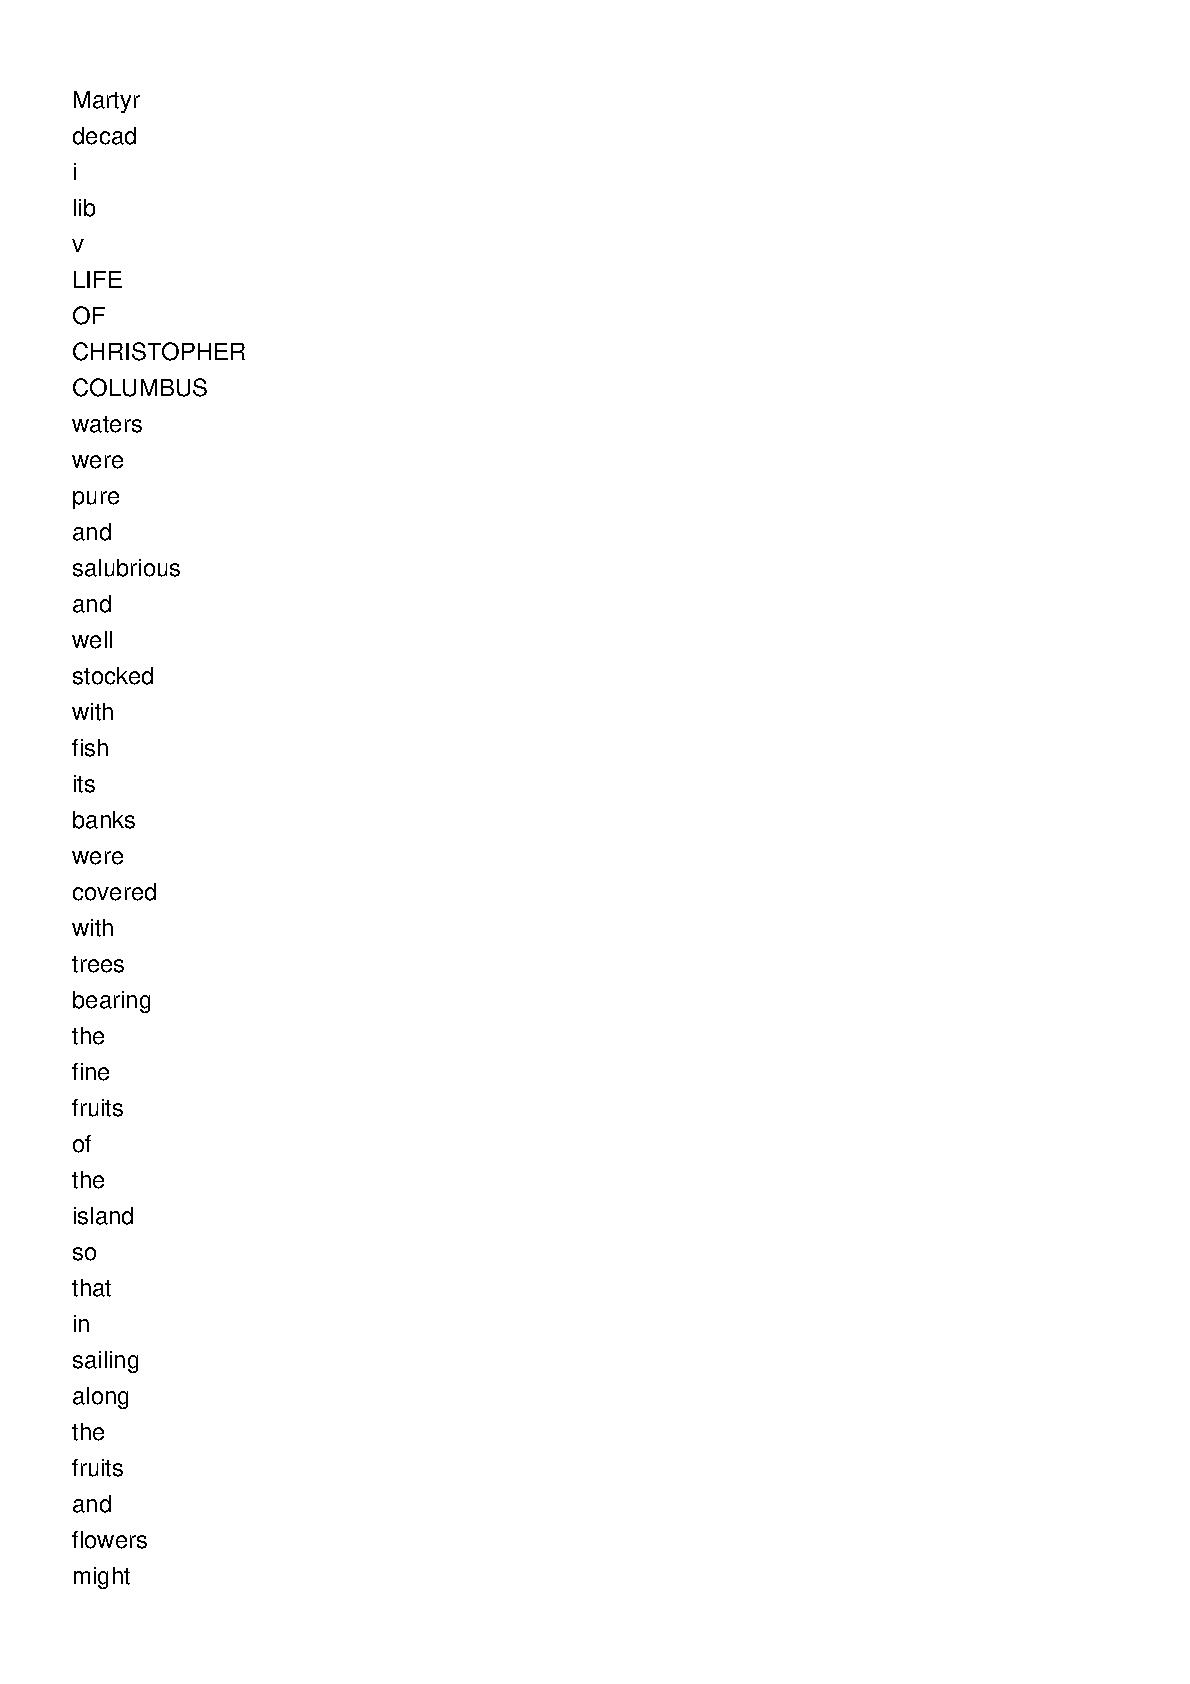 Martyr
decad
i
lib
v
LIFE
OF
CHRISTOPHER
COLUMBUS
waters
were
pure
and
salubrious
and
well
stocked
with
fish
its
banks
were
covered
with
trees
bearing
the
fine
fruits
of
the
island
so
that
in
sailing
along
the
fruits
and
flowers
might